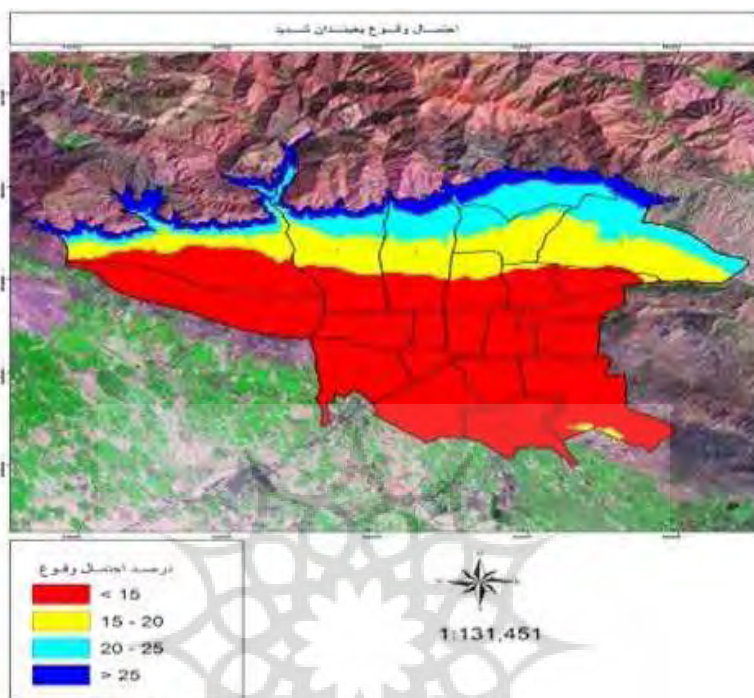 احتمال وقوع یخبندان شدید
درصد احتمال وقوع
< 15
15 - 20
20 - 25
> 25
1:131,451